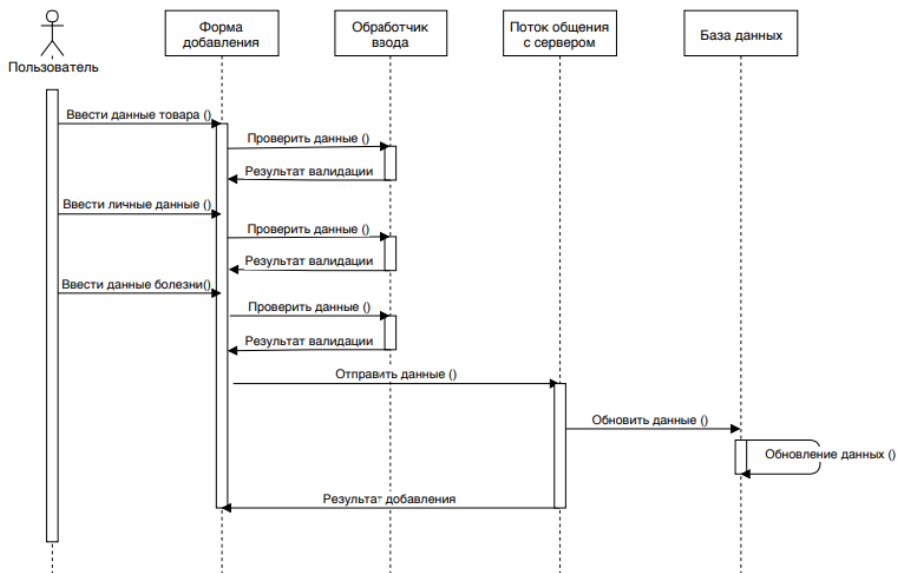 Форма
добавления
Обработчик
ввода
Поток общения
с сервером
База данных
Пользователь
Ввести данные товара ()
Проверить данные ()
Результат валидации
Ввести личные данные ()
Проверить данные ()
Результат валидации
Ввести данные болезни()
Проверить данные ()
Результат валидации
Отправить данные ()
Обновить данные ()
Обновление данных ()
Результат добавления